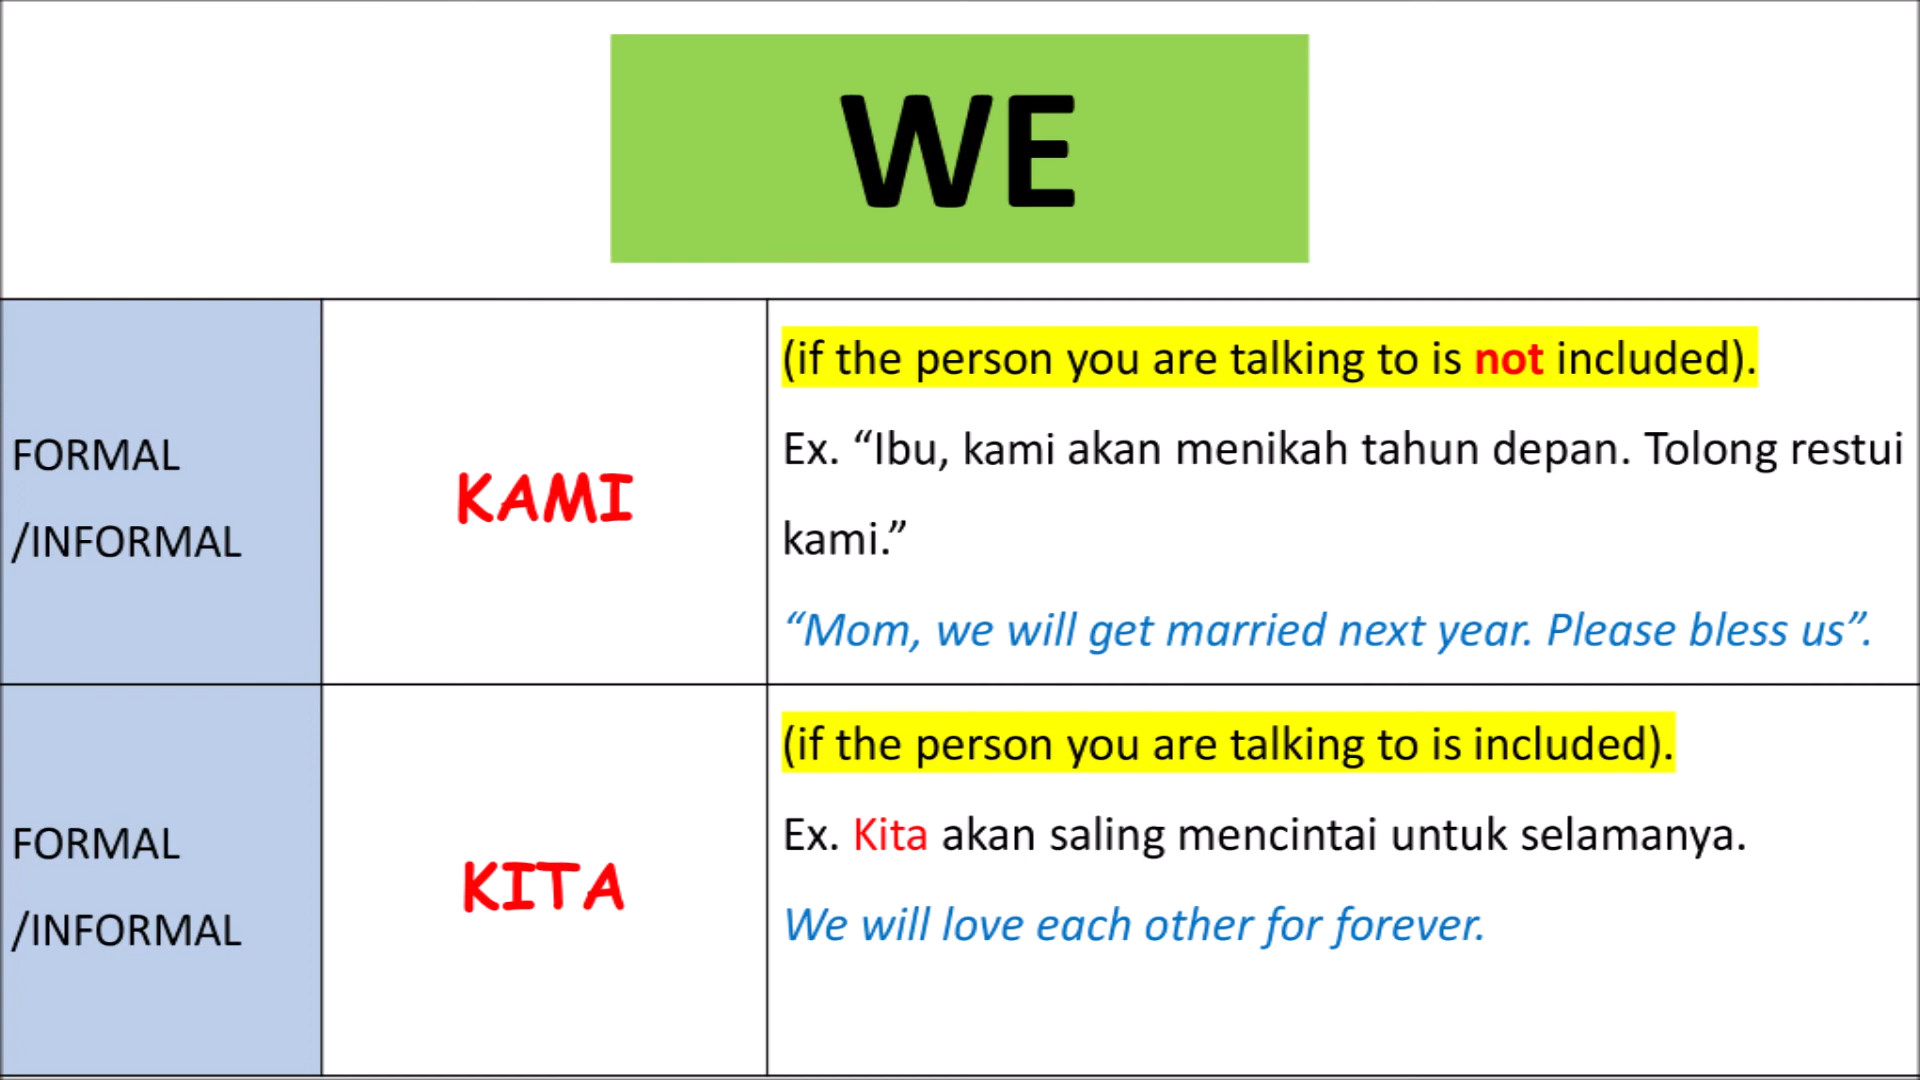 WE
FORMAL
/INFORMAL
KAMI
(if the person you are talking to is not included).
Ex. “Ibu, kami akan menikah tahun depan. Tolong restui
kami.”
“Mom, we will get married next year. Please bless us”.
FORMAL
/INFORMAL
KITA
(if the person you are talking to is included).
Ex. Kita akan saling mencintai untuk selamanya.
We will love each other for forever.